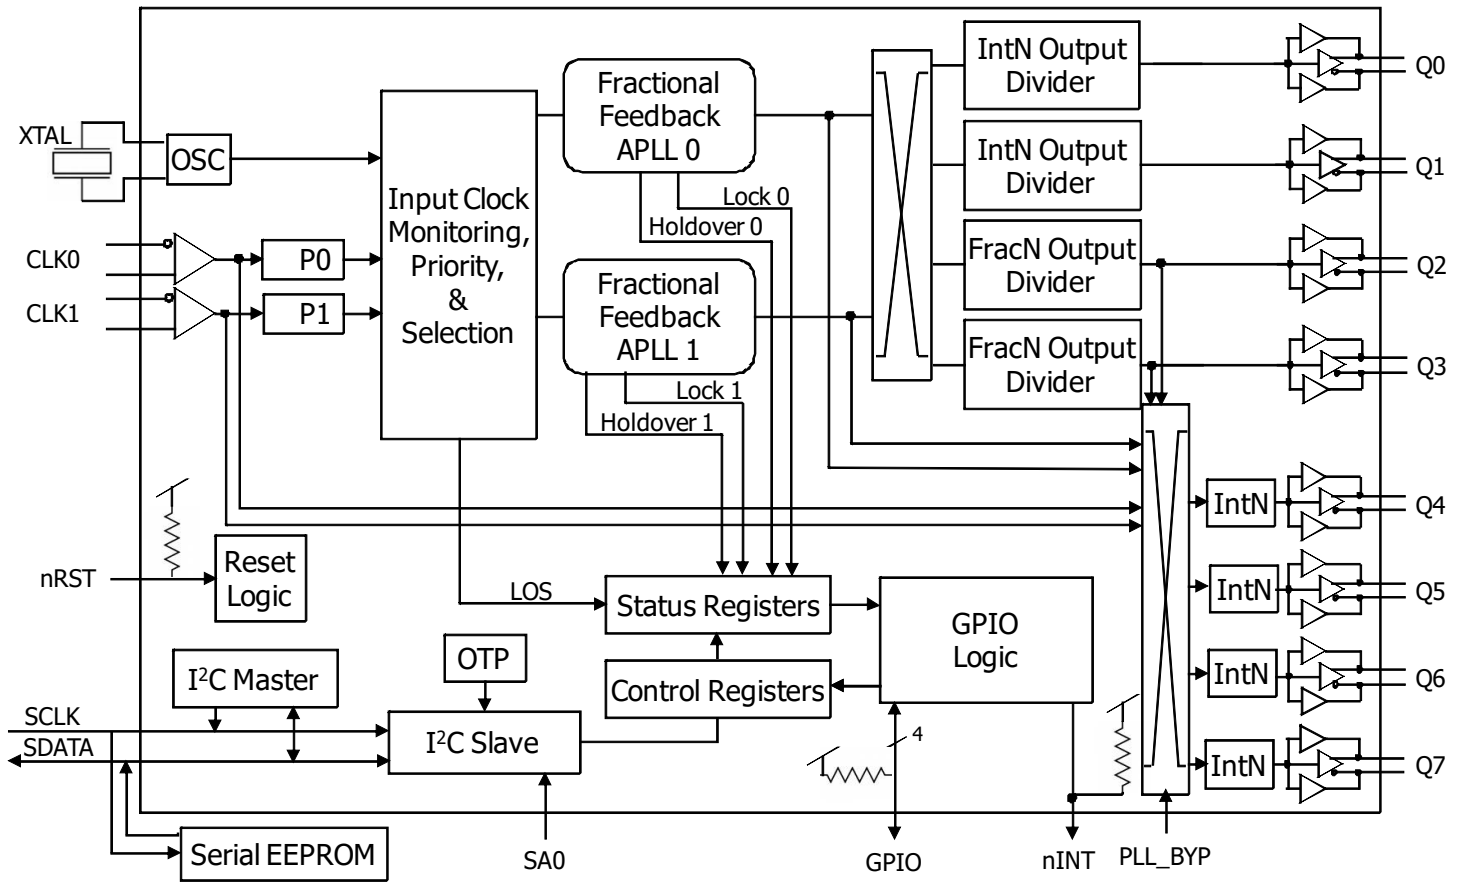 XTAL
OSC
CLK0
CLK1
P0
P1
Input Clock
Monitoring,
Priority,
&
Selection
Fractional
Feedback
APLL 0
Lock 0
Holdover 0
Fractional
Feedback
APLL 1
Lock 1
Holdover 1
IntN Output
Divider
IntN Output
Divider
FracN Output
Divider
FracN Output
Divider
Q0
Q1
Q2
Q3
IntN
Q4
IntN
Q5
IntN
Q6
IntN
Q7
nRST
Reset
Logic
LOS
Status Registers
GPIO
Logic
OTP
Control Registers
I²C Master
SCLK
SDATA
I²C Slave
4
Serial EEPROM
SA0
GPIO
nINT
PLL_BYP